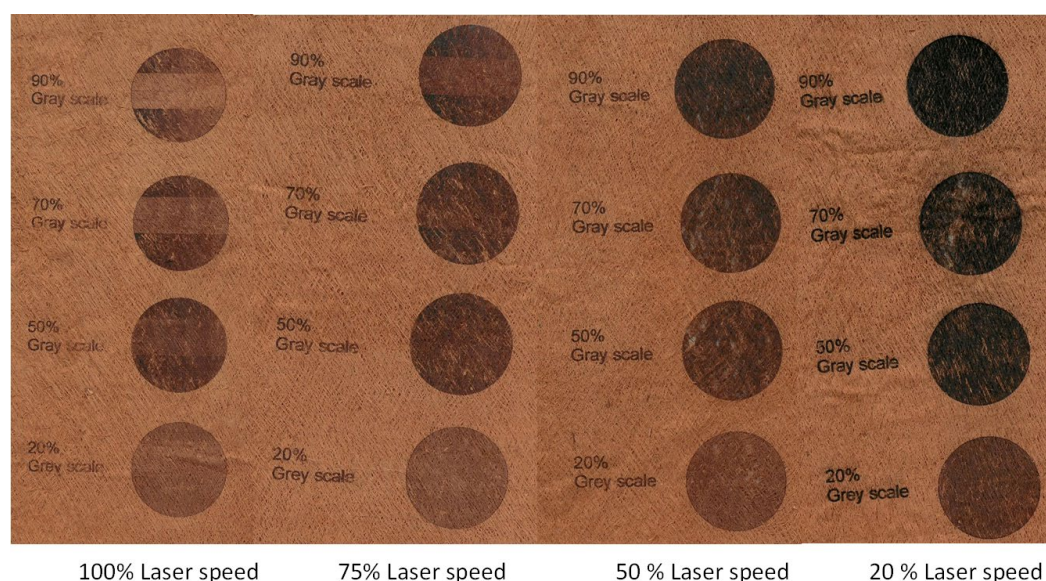 90%
Gray scale
70%
Gray scale
50%
Gray scale
20%
Grey scale
90%
Gray scale
70%
Gray scale
50%
Gray scale
20%
Grey scale
90%
Gray scale
70%
Gray scale
50%
Gray scale
20%
Grey scale
90%
Gray scale
70%
Gray scale
50%
Gray scale
20%
Grey scale
100% Laser speed
75% Laser speed
50 % Laser speed
20 % Laser speed